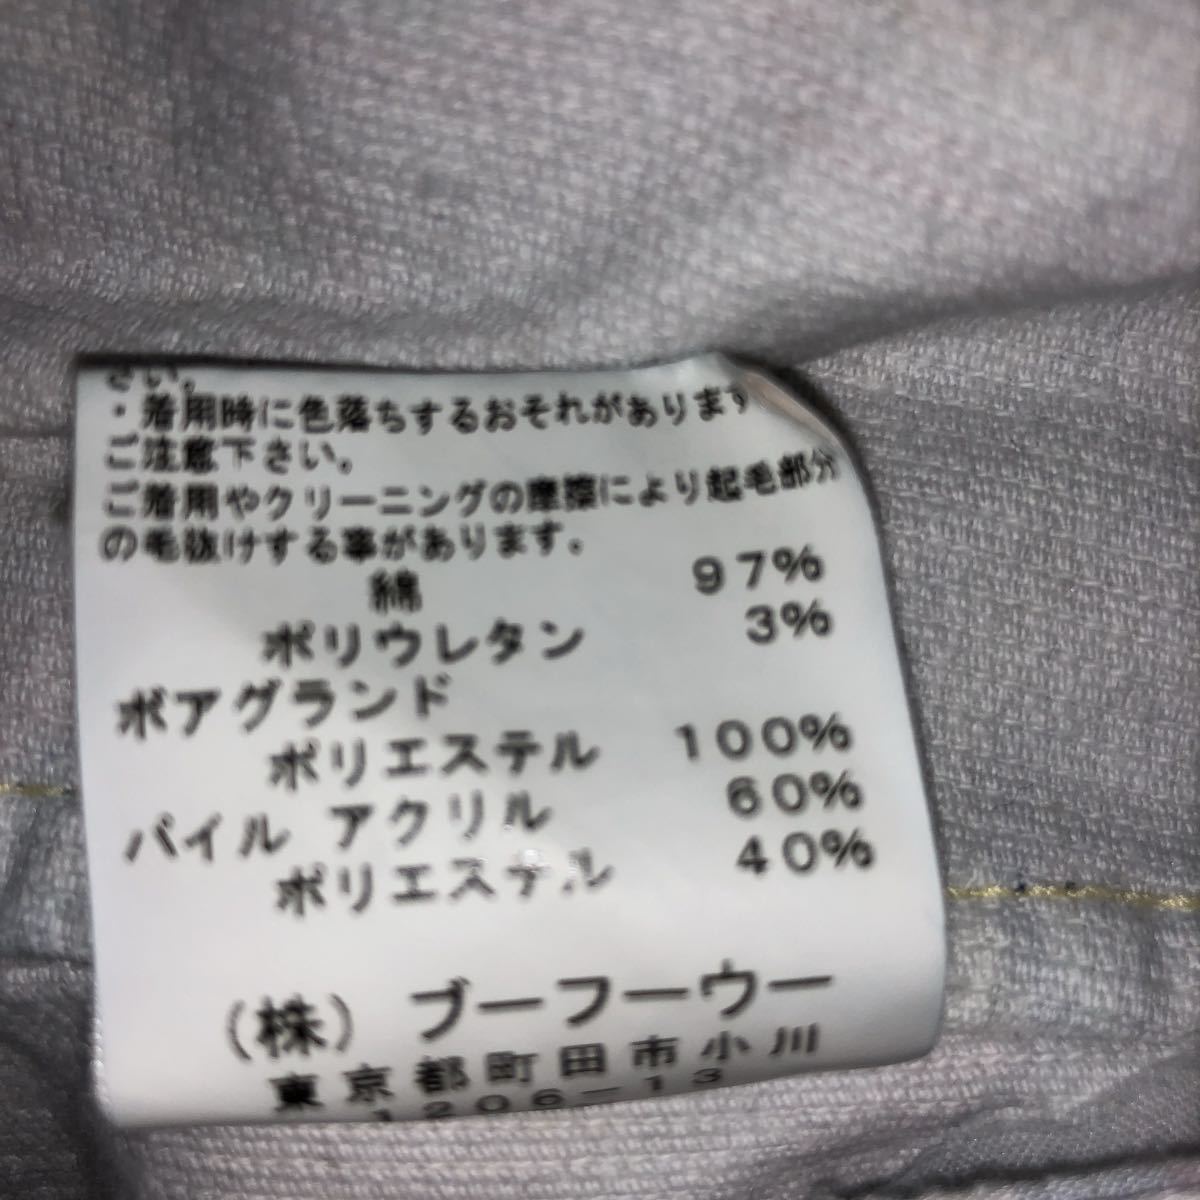 さい。
・着用時に色落ちするおそれがあります
ご注意下さい。
ご着用やクリーニングの摩擦により起毛部分
の毛抜けする事があります。
綿 97%
ポリウレタン 3%
ボアグランド
ポリエステル 100%
パイル アクリル 60%
ポリエステル 40%
(株) ブーフーウー
東京都町田市小川
1206-13